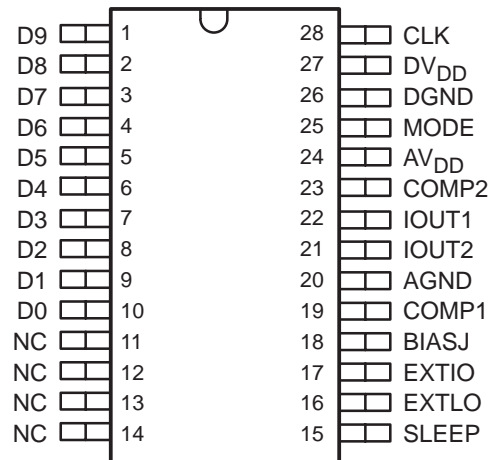 D9 1 28 CLK
D8 2 27 DVDD
D7 3 26 DGND
D6 4 25 MODE
D5 5 24 AVDD
D4 6 23 COMP2
D3 7 22 IOUT1
D2 8 21 IOUT2
D1 9 20 AGND
D0 10 19 COMP1
NC 11 18 BIASJ
NC 12 17 EXTIO
NC 13 16 EXTLO
NC 14 15 SLEEP